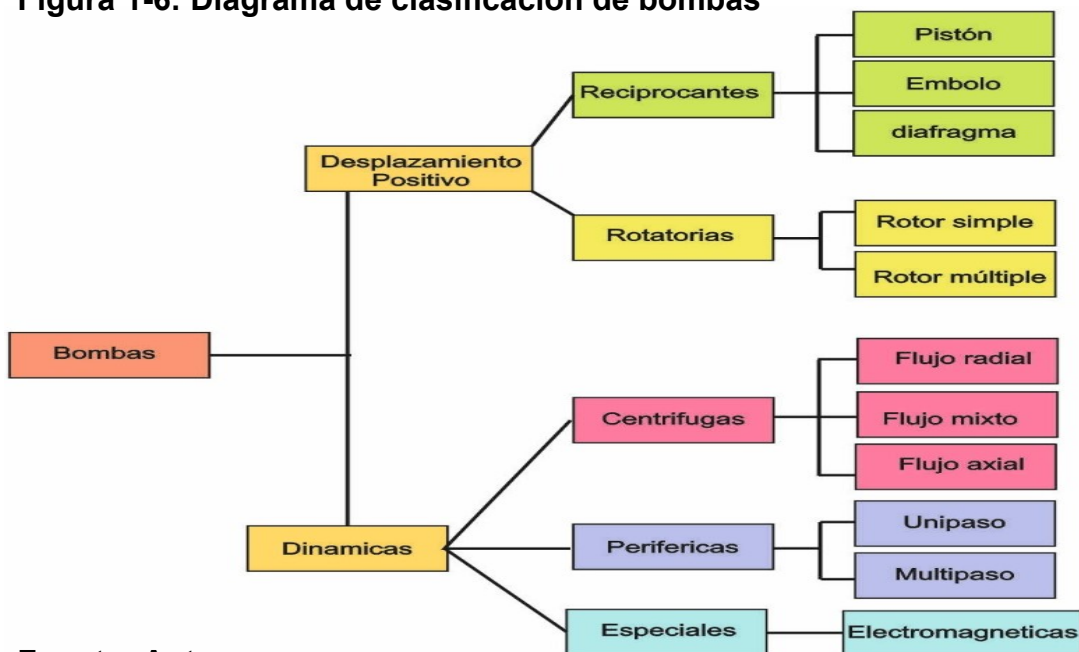 Figura 1-6: Diagrama de clasificación de bombas
Pistón
Reciprocantes
Embolo
diafragma
Desplazamiento
Positivo
Rotatorias
Rotor simple
Rotor múltiple
Bombas
Flujo radial
Centrifugas
Flujo mixto
Flujo axial
Dinamicas
Unipaso
Perifericas
Multipaso
Especiales
Electromagneticas